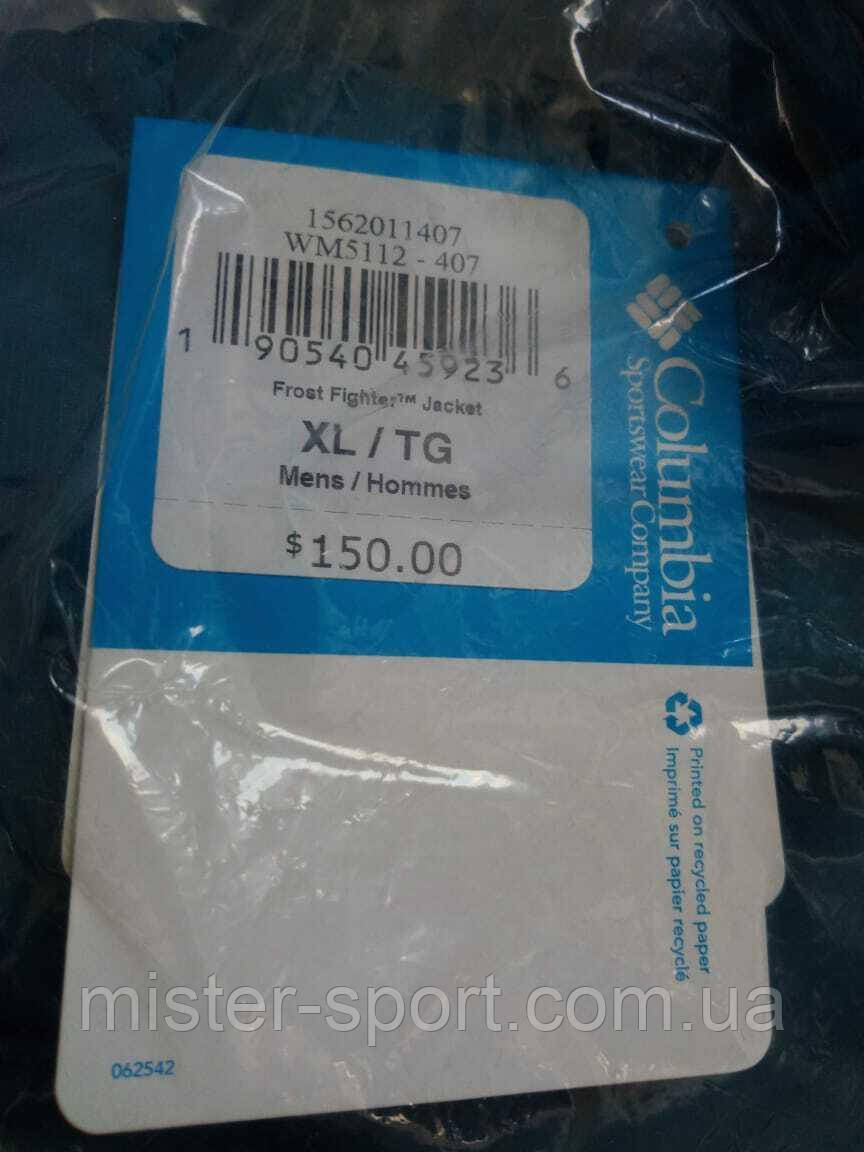 1562011407
WM5112 - 407
1 90540 45923 6
Frost Fighter™ Jacket
XL / TG
Mens / Hommes
$150.00
Columbia
Sportswear Company
Printed on recycled paper
Imprimé sur papier recyclé
mister-sport.com.ua
062542